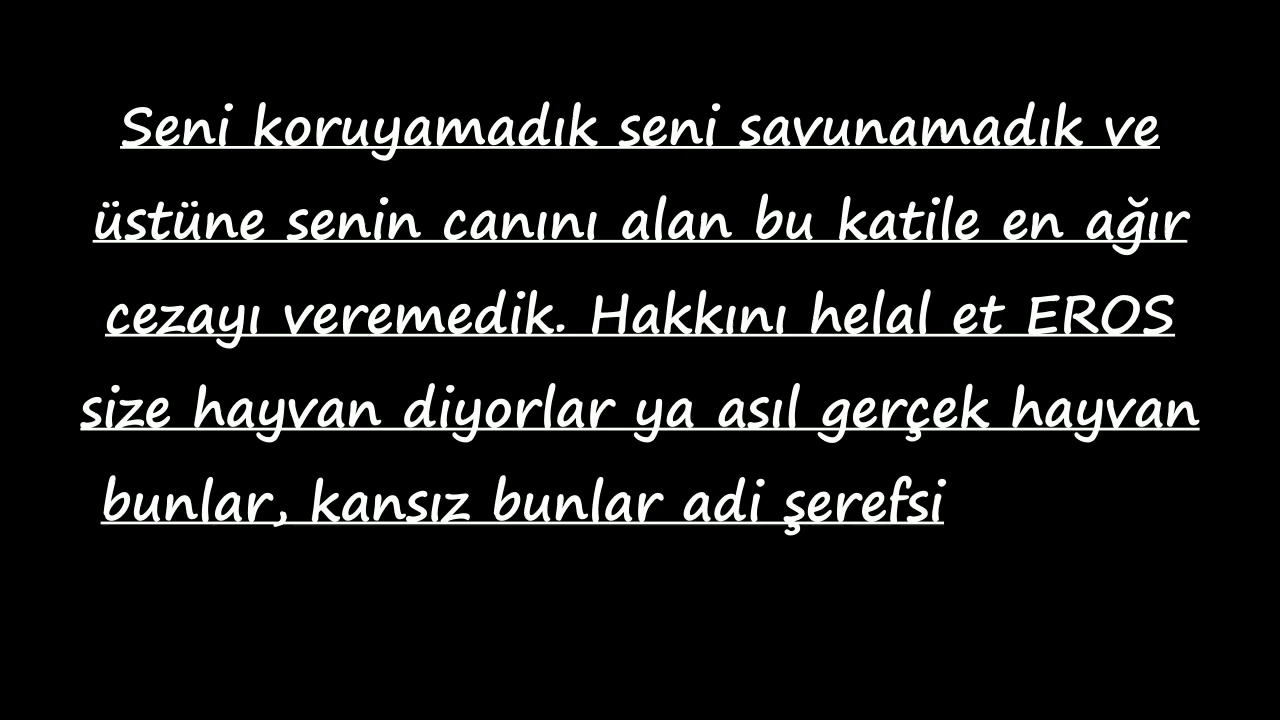 Seni koruyamadık seni savunamadık ve
üstüne senin canını alan bu katile en ağır
cezayı veremedik. Hakkını helal et EROS
size hayvan diyorlar ya asıl gerçek hayvan
bunlar, kansız bunlar adi şerefsi